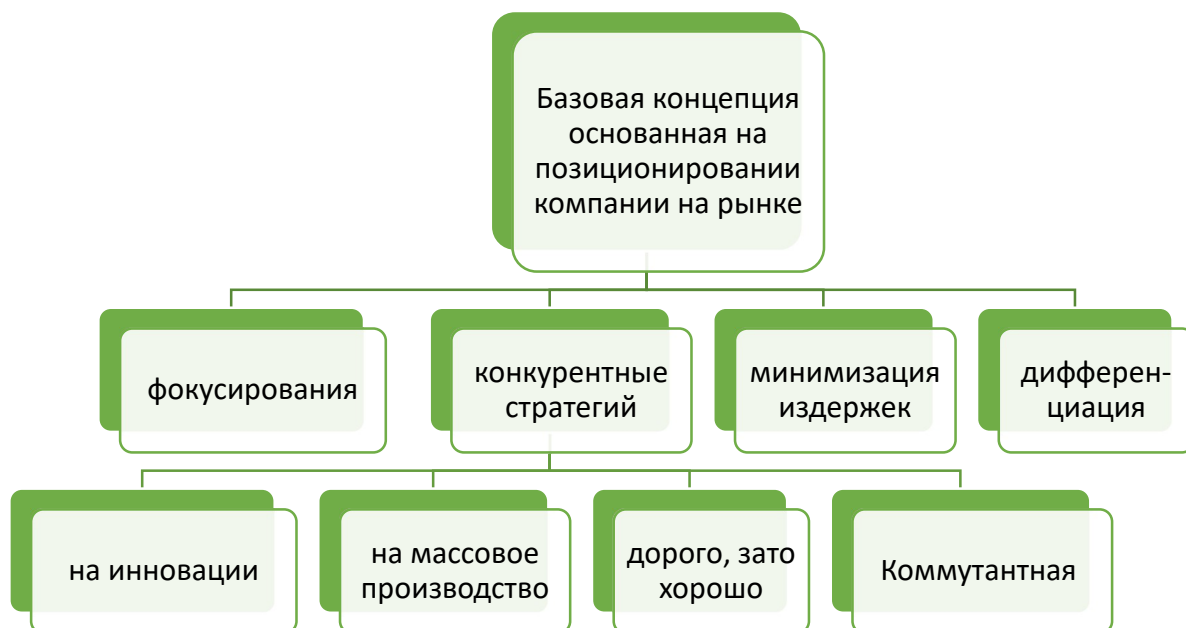 Базовая концепция
основанная на
позиционировании
компании на рынке
фокусирования
конкурентные
стратегий
минимизация
издержек
дифферен-
циация
на инновации
на массовое
производство
дорого, зато
хорошо
Коммутантная